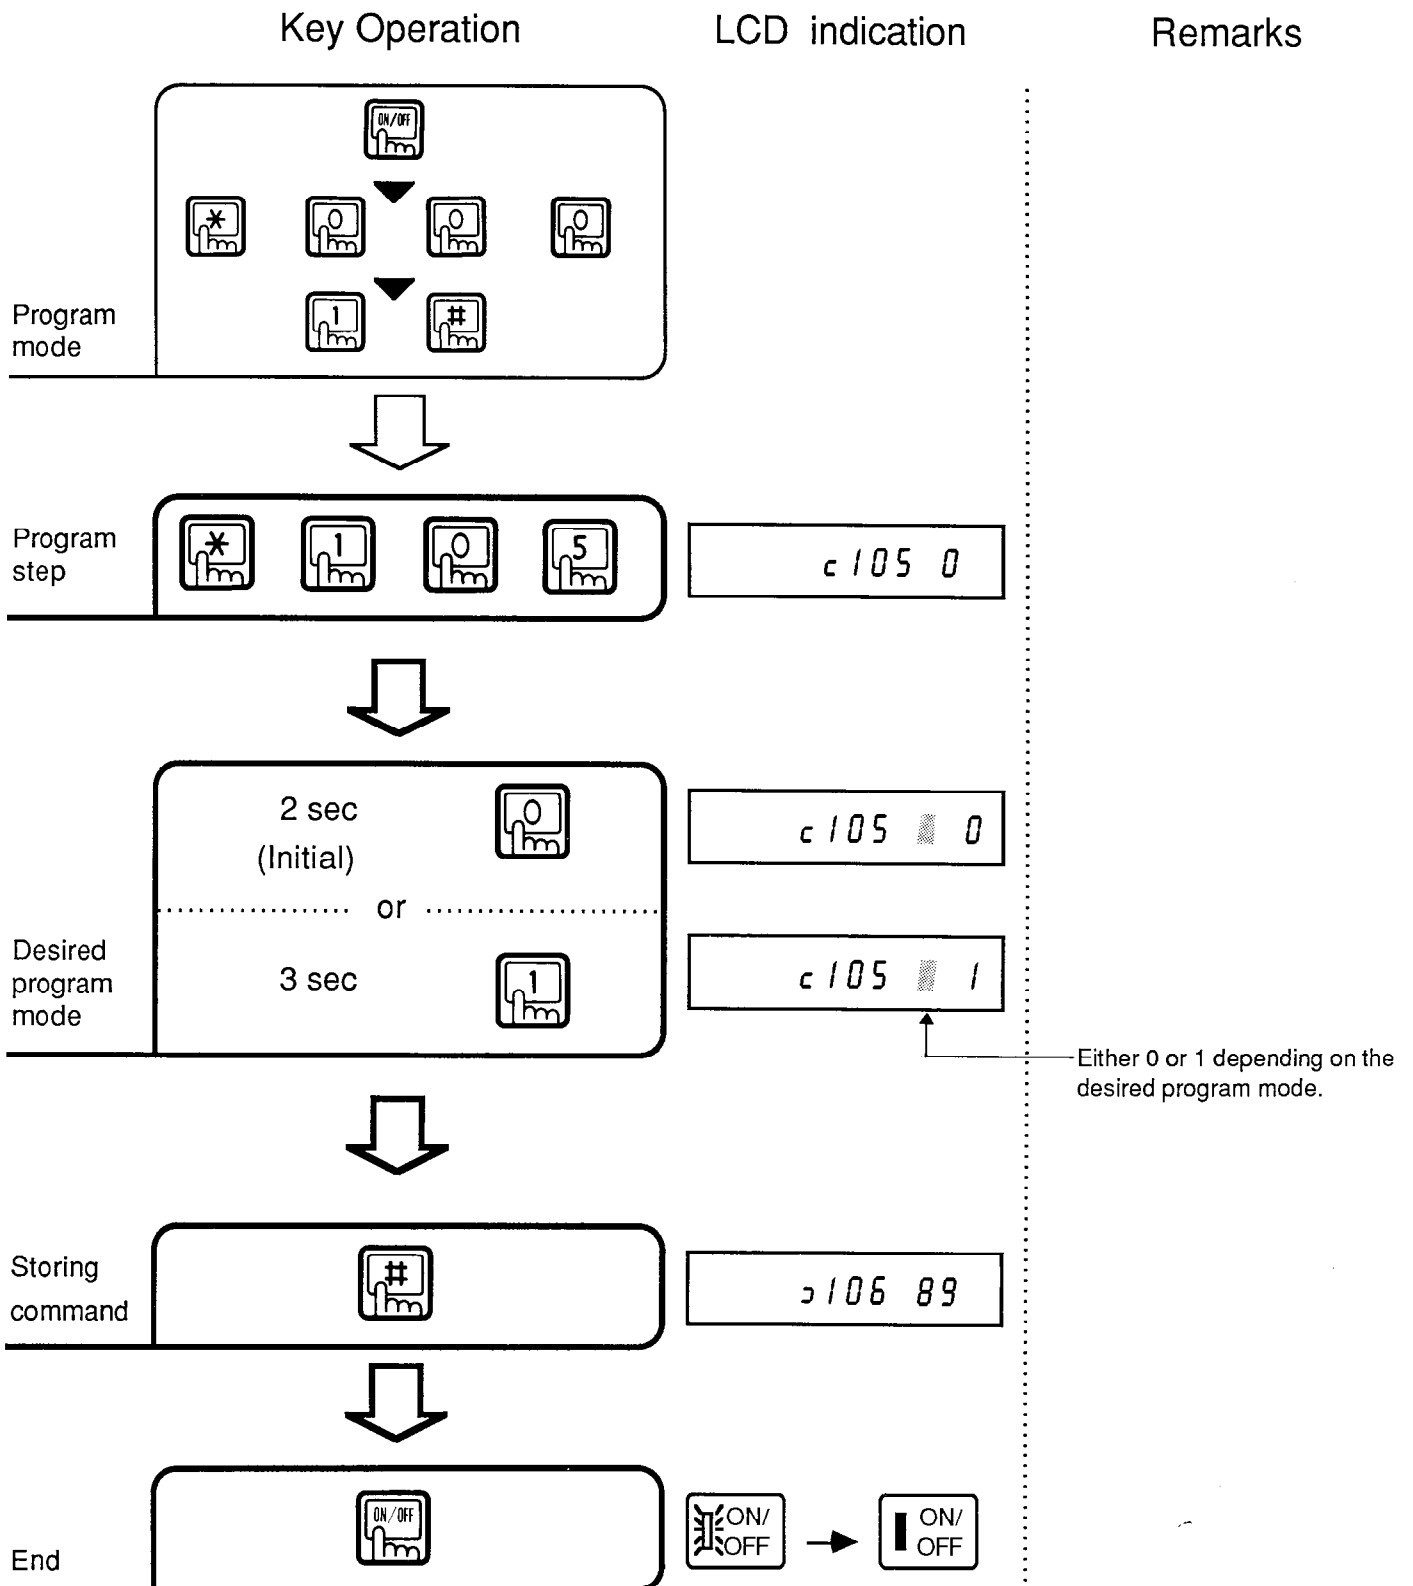 Key Operation LCD indication Remarks
ON/OFF
* 0 0 0
1 #
Program
mode
Program
step
* 1 0 5
c105 0
2 sec
(Initial)
0
c105 0
or
3 sec
1
c105 1
Desired
program
mode
Either 0 or 1 depending on the
desired program mode.
Storing
command
#
ɔ106 89
End
ON/OFF
ON/
OFF
ON/
OFF